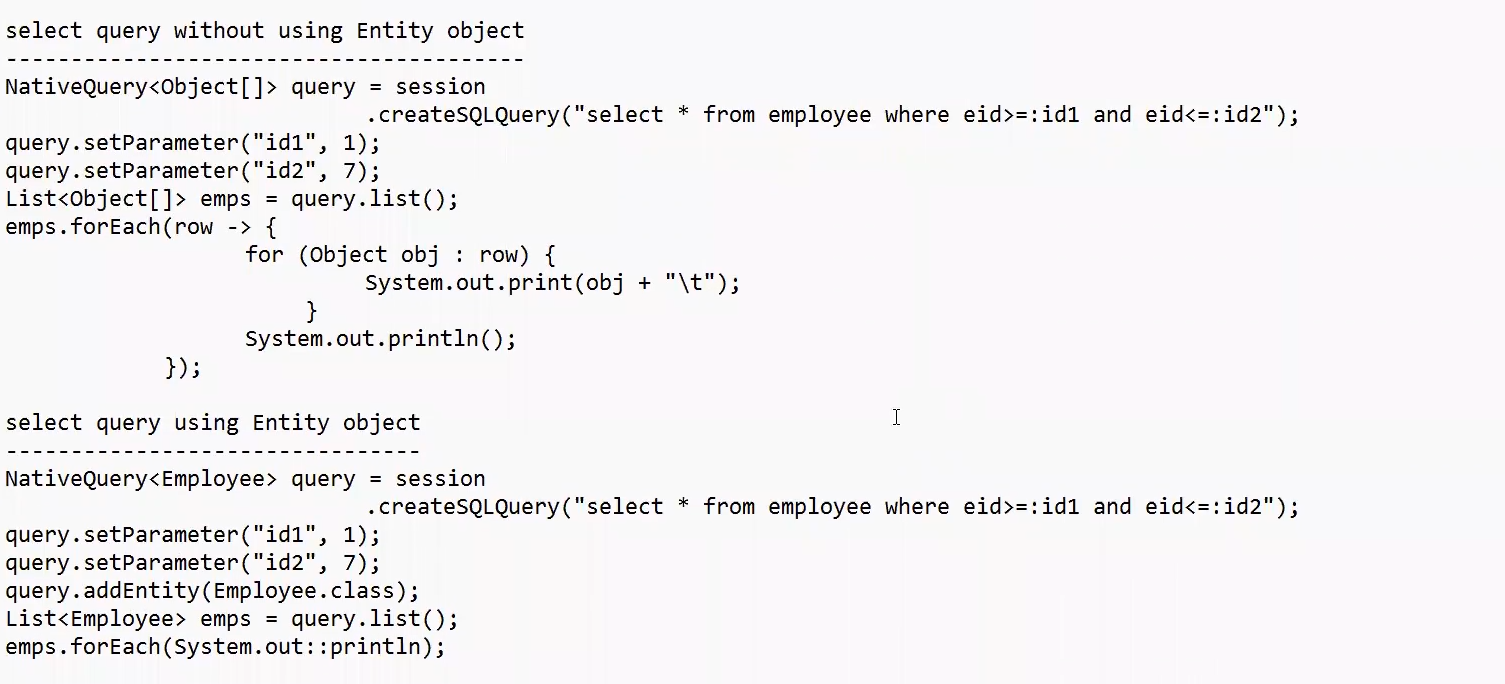 select query without using Entity object
----------------------------------------
NativeQuery<Object[]> query = session
.createSQLQuery("select * from employee where eid>=:id1 and eid<=:id2");
query.setParameter("id1", 1);
query.setParameter("id2", 7);
List<Object[]> emps = query.list();
emps.forEach(row -> {
for (Object obj : row) {
System.out.print(obj + "\t");
}
System.out.println();
});
select query using Entity object
--------------------------------
NativeQuery<Employee> query = session
.createSQLQuery("select * from employee where eid>=:id1 and eid<=:id2");
query.setParameter("id1", 1);
query.setParameter("id2", 7);
query.addEntity(Employee.class);
List<Employee> emps = query.list();
emps.forEach(System.out::println);